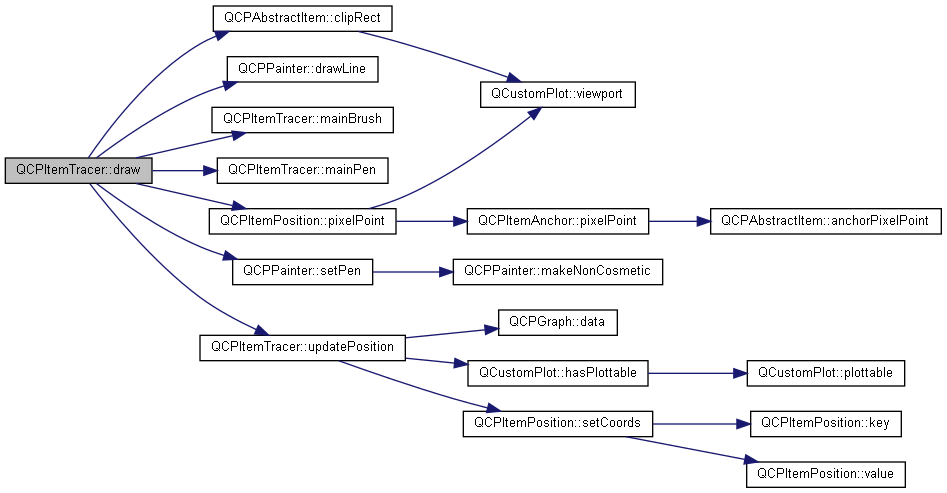 QCPAbstractItem::clipRect
QCPPainter::drawLine
QCustomPlot::viewport
QCPItemTracer::mainBrush
QCPItemTracer::draw
QCPItemTracer::mainPen
QCPItemPosition::pixelPoint
QCPItemAnchor::pixelPoint
QCPAbstractItem::anchorPixelPoint
QCPPainter::setPen
QCPPainter::makeNonCosmetic
QCPGraph::data
QCPItemTracer::updatePosition
QCustomPlot::hasPlottable
QCustomPlot::plottable
QCPItemPosition::setCoords
QCPItemPosition::key
QCPItemPosition::value